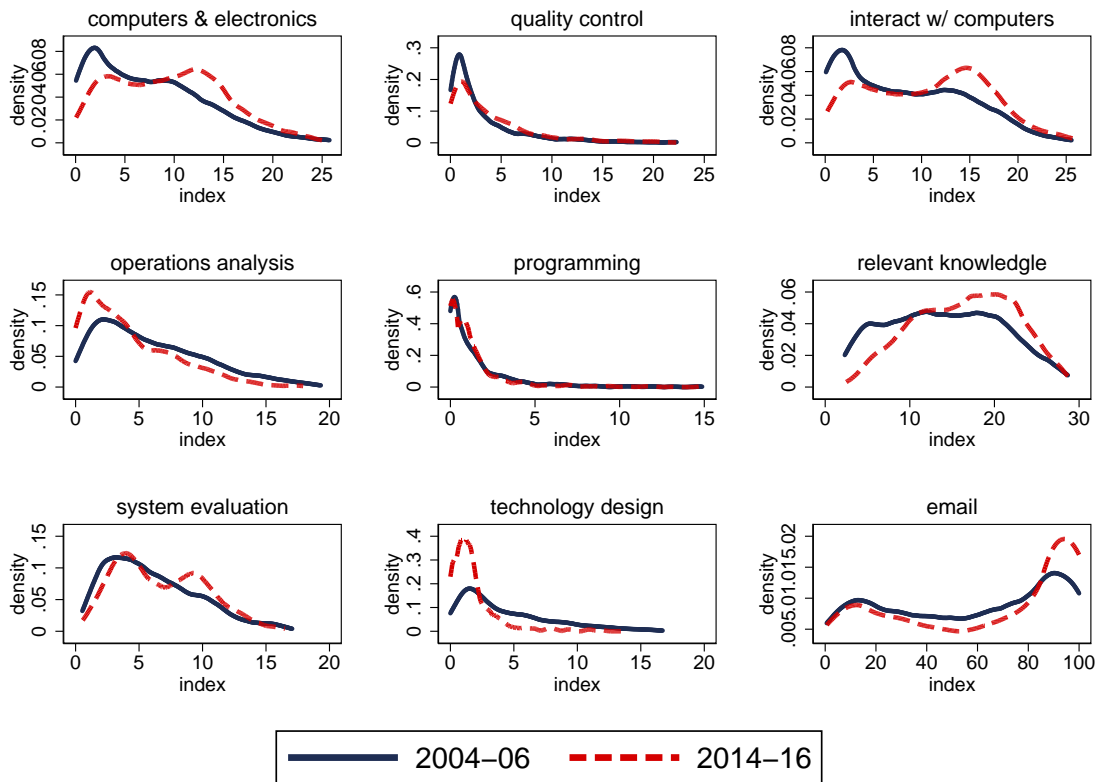 computers & electronics
density
0 .02.04.06.08
0 5 10 15 20 25
index
quality control
density
0 .1 .2 .3
0 5 10 15 20 25
index
interact w/ computers
density
0 .02.04.06.08
0 5 10 15 20 25
index
operations analysis
density
0 .05 .1 .15
0 5 10 15 20
index
programming
density
0 .2 .4 .6
0 5 10 15
index
relevant knowledgle
density
0 .02 .04 .06
0 10 20 30
index
system evaluation
density
0 .05 .1 .15
0 5 10 15 20
index
technology design
density
0 .1 .2 .3 .4
0 5 10 15 20
index
email
density
.005.01.015.02
0 20 40 60 80 100
index
2004−06 2014−16